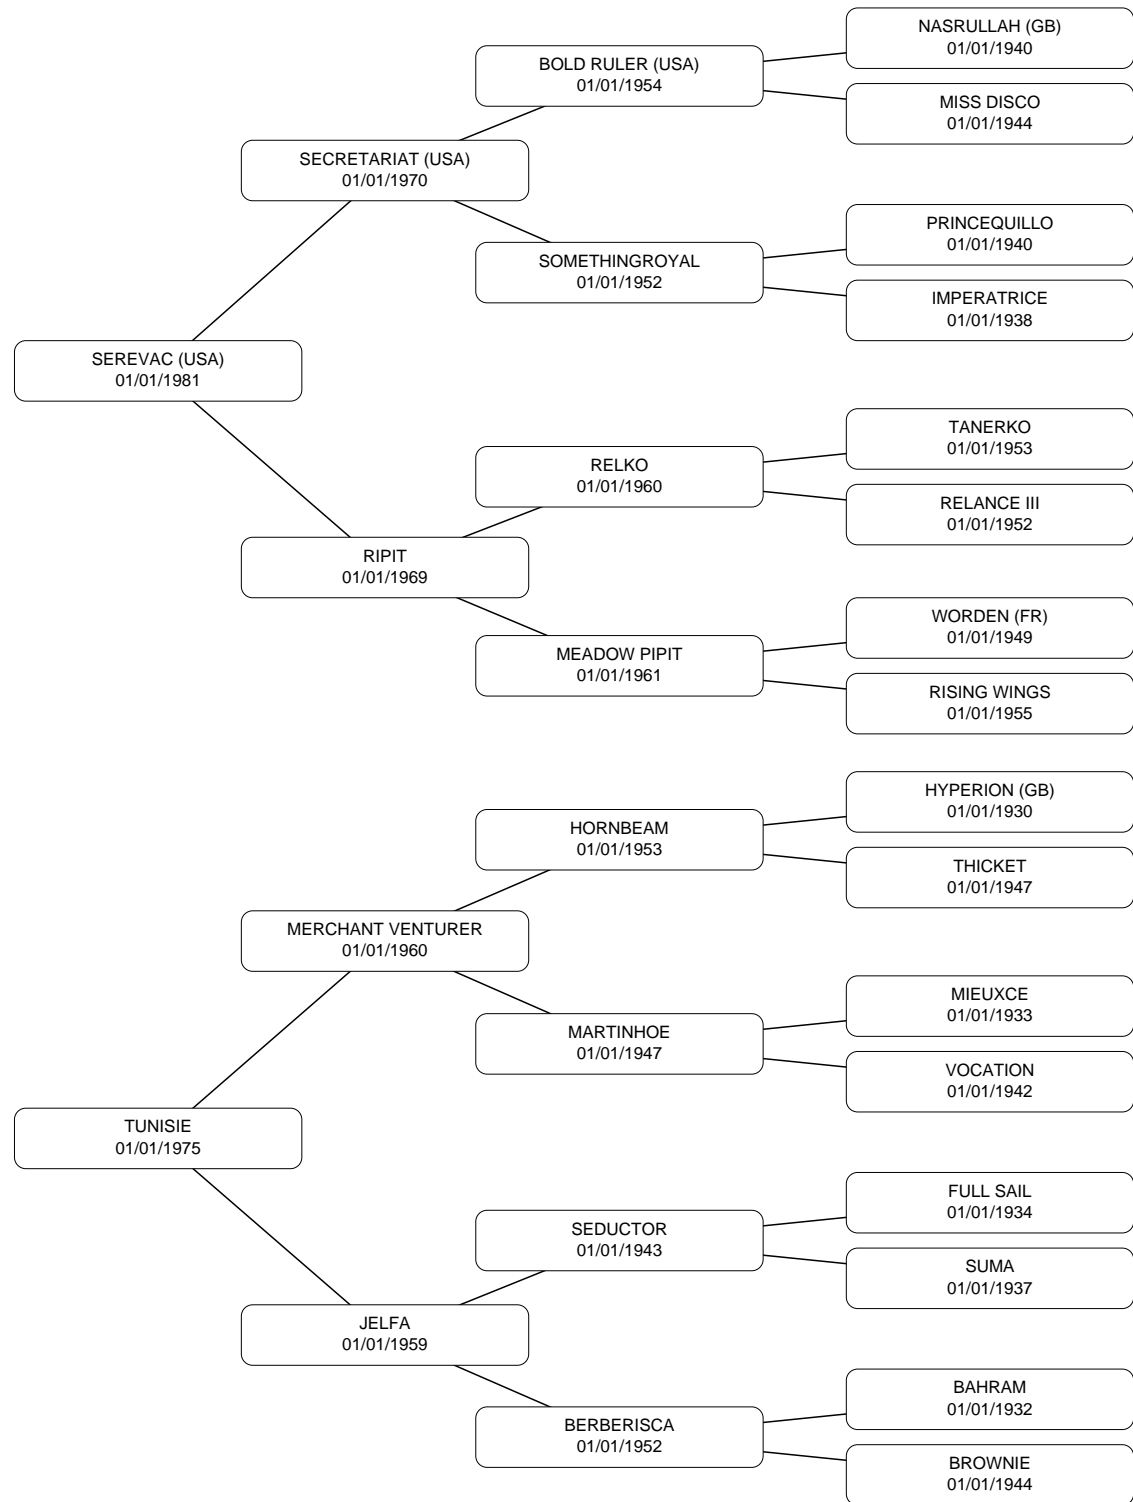 NASRULLAH (GB)
01/01/1940
BOLD RULER (USA)
01/01/1954
MISS DISCO
01/01/1944
SECRETARIAT (USA)
01/01/1970
PRINCEQUILLO
01/01/1940
SOMETHINGROYAL
01/01/1952
IMPERATRICE
01/01/1938
SEREVAC (USA)
01/01/1981
TANERKO
01/01/1953
RELKO
01/01/1960
RELANCE III
01/01/1952
RIPIT
01/01/1969
WORDEN (FR)
01/01/1949
MEADOW PIPIT
01/01/1961
RISING WINGS
01/01/1955
HYPERION (GB)
01/01/1930
HORNBEAM
01/01/1953
THICKET
01/01/1947
MERCHANT VENTURER
01/01/1960
MIEUXCE
01/01/1933
MARTINHOE
01/01/1947
VOCATION
01/01/1942
TUNISIE
01/01/1975
FULL SAIL
01/01/1934
SEDUCTOR
01/01/1943
SUMA
01/01/1937
JELFA
01/01/1959
BAHRAM
01/01/1932
BERBERISCA
01/01/1952
BROWNIE
01/01/1944